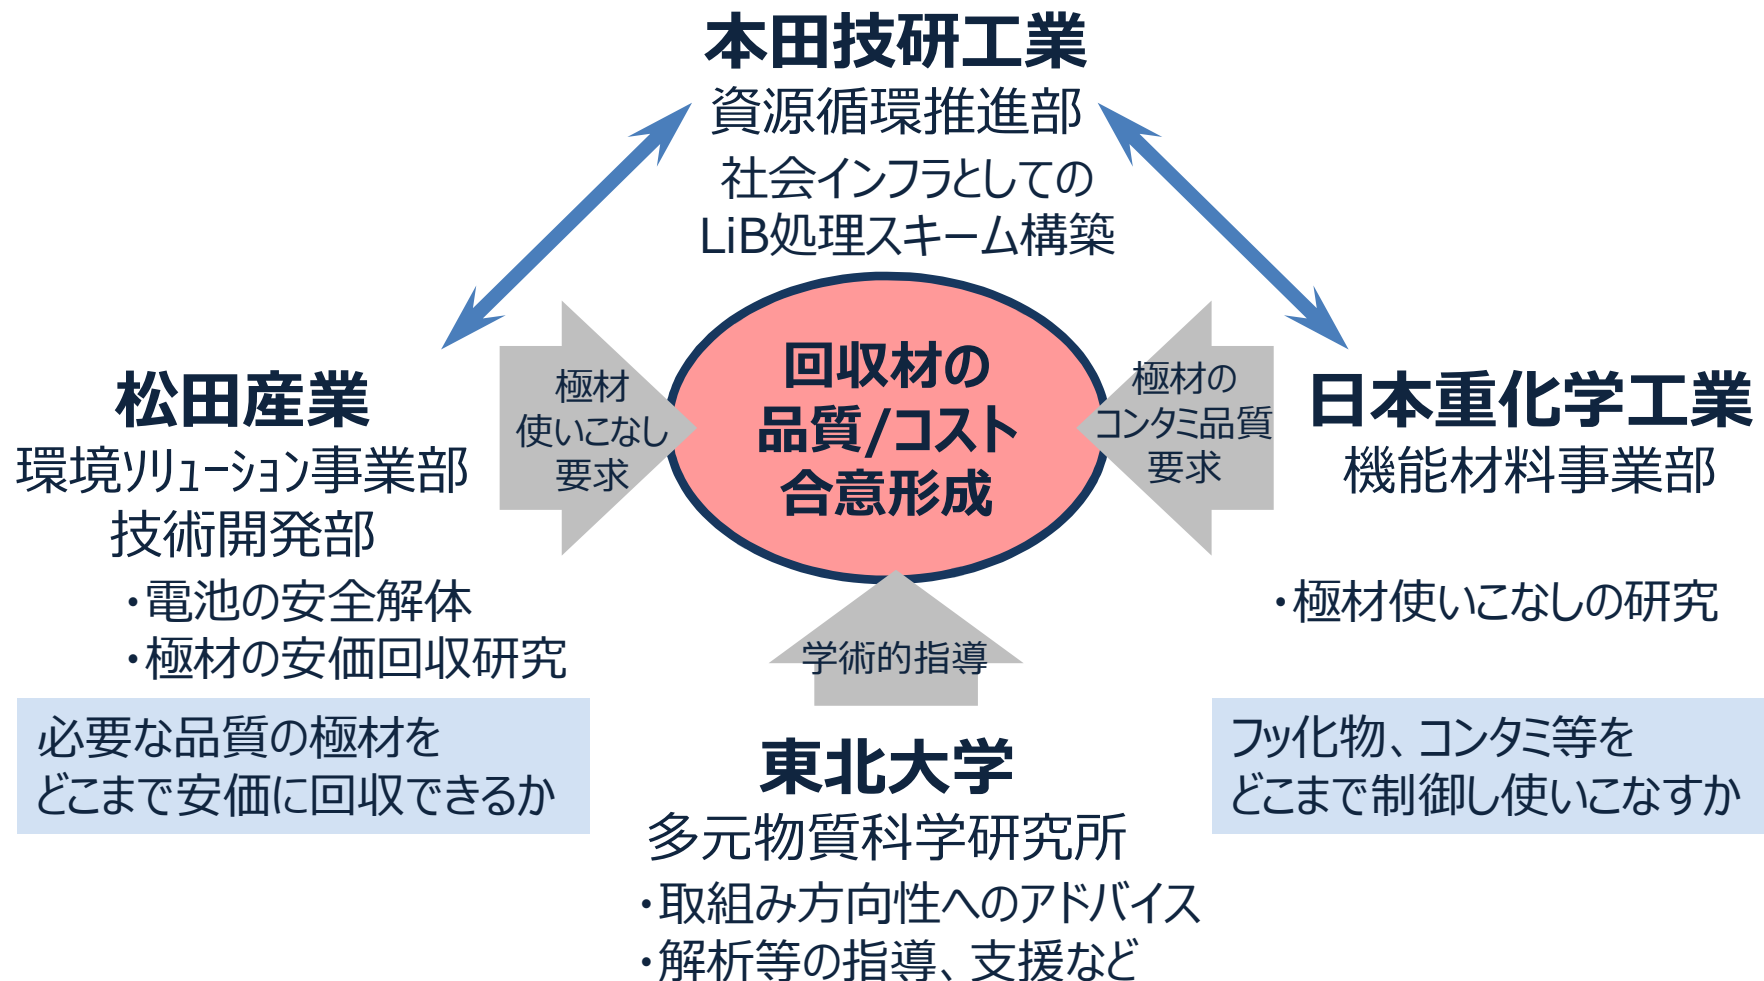 本田技研工業
資源循環推進部
社会インフラとしての
LiB処理スキーム構築
松田産業
環境ソリューション事業部
技術開発部
・電池の安全解体
・極材の安価回収研究
必要な品質の極材を
どこまで安価に回収できるか
極材
使いこなし
要求
回収材の
品質/コスト
合意形成
極材の
コンタミ品質
要求
日本重化学工業
機能材料事業部
・極材使いこなしの研究
フッ化物、コンタミ等を
どこまで制御し使いこなすか
学術的指導
東北大学
多元物質科学研究所
・取組み方向性へのアドバイス
・解析等の指導、支援など